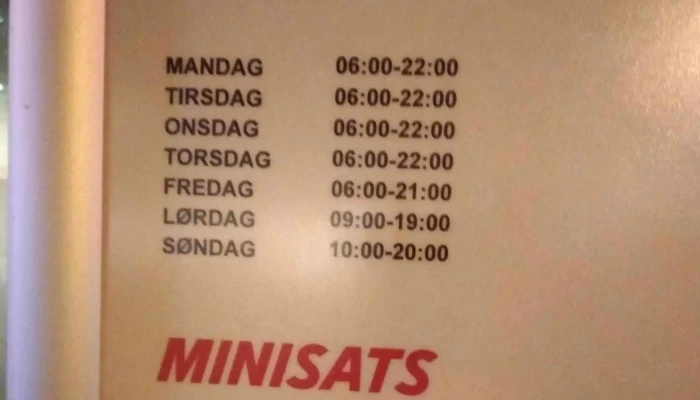 MANDAG 06:00-22:00
TIRSDAG 06:00-22:00
ONSDAG 06:00-22:00
TORSDAG 06:00-22:00
FREDAG 06:00-21:00
LØRDAG 09:00-19:00
SØNDAG 10:00-20:00
MINISATS